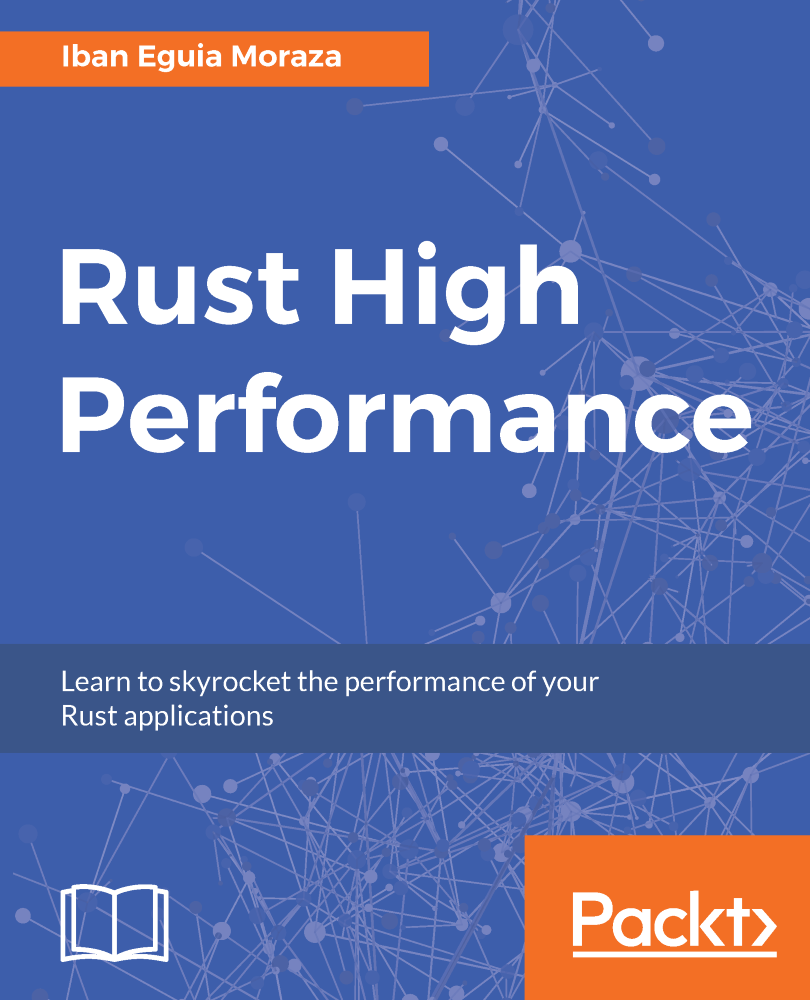 Iban Eguia Moraza
Rust High
Performance
Learn to skyrocket the performance of your
Rust applications
Packt>